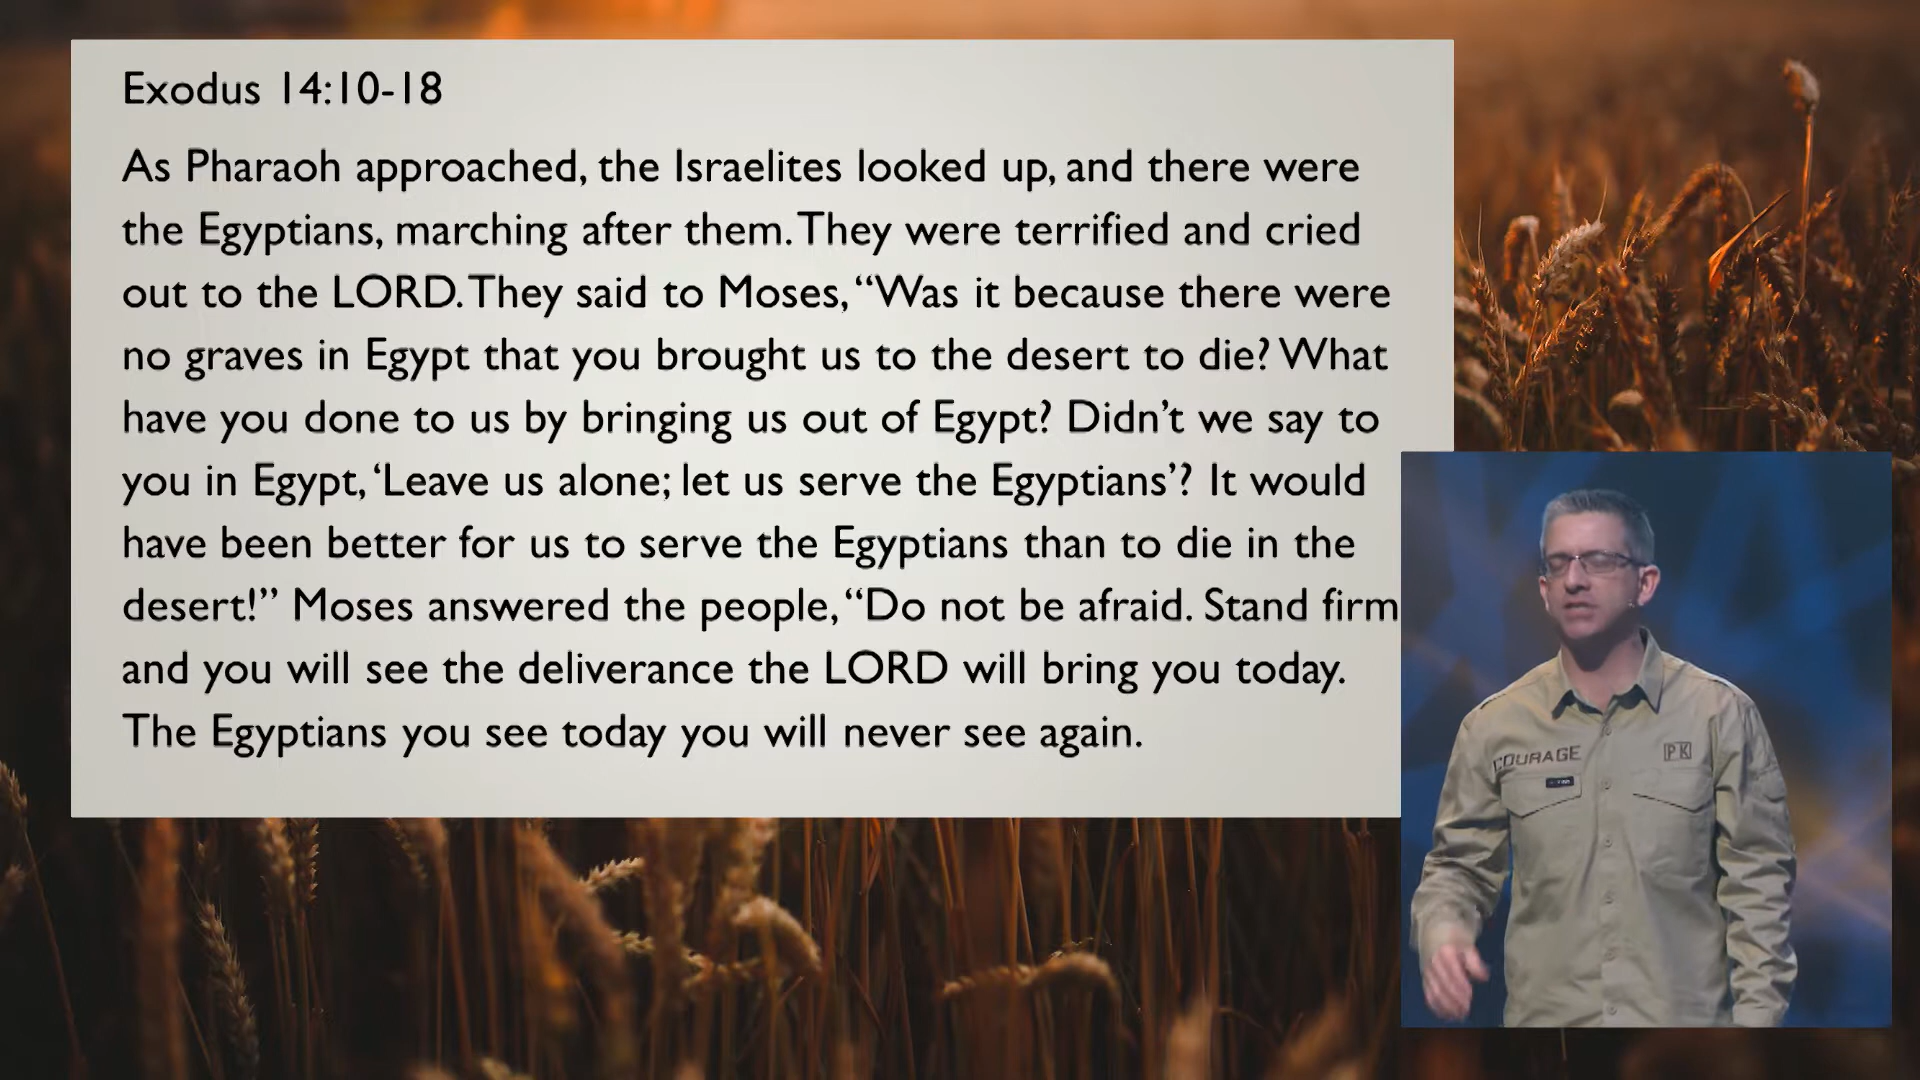 Exodus 14:10-18
As Pharaoh approached, the Israelites looked up, and there were
the Egyptians, marching after them. They were terrified and cried
out to the LORD. They said to Moses, “Was it because there were
no graves in Egypt that you brought us to the desert to die? What
have you done to us by bringing us out of Egypt? Didn’t we say to
you in Egypt, ‘Leave us alone; let us serve the Egyptians’? It would
have been better for us to serve the Egyptians than to die in the
desert!” Moses answered the people, “Do not be afraid. Stand firm
and you will see the deliverance the LORD will bring you today.
The Egyptians you see today you will never see again.
COURAGE
PK